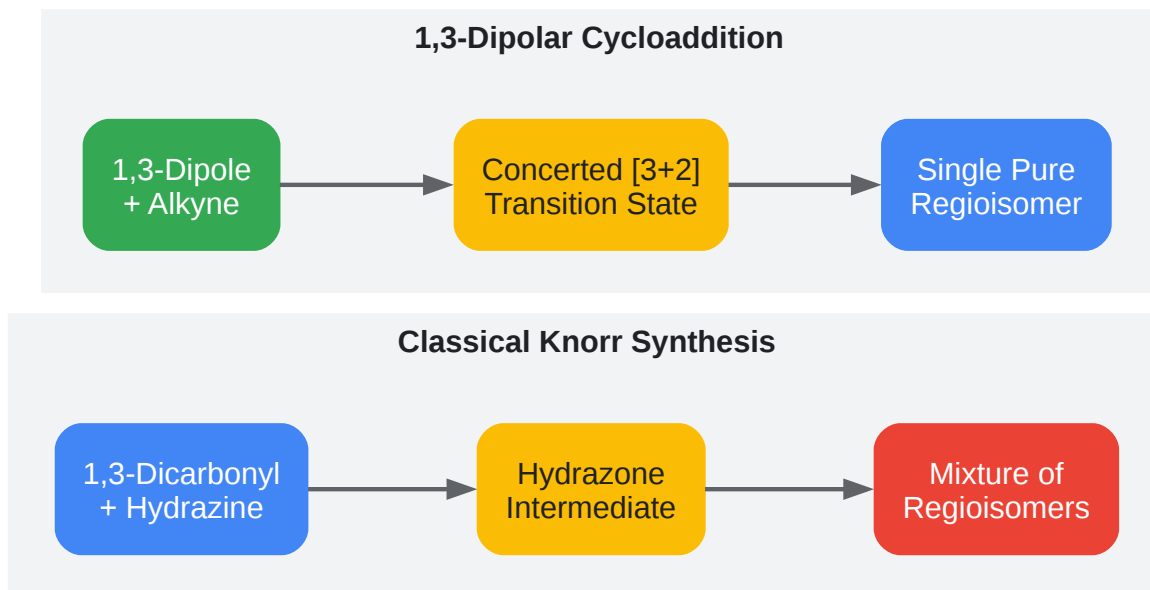 1,3-Dipolar Cycloaddition
1,3-Dipole
+ Alkyne
Concerted [3+2]
Transition State
Single Pure
Regioisomer
Classical Knorr Synthesis
1,3-Dicarbonyl
+ Hydrazine
Hydrazone
Intermediate
Mixture of
Regioisomers